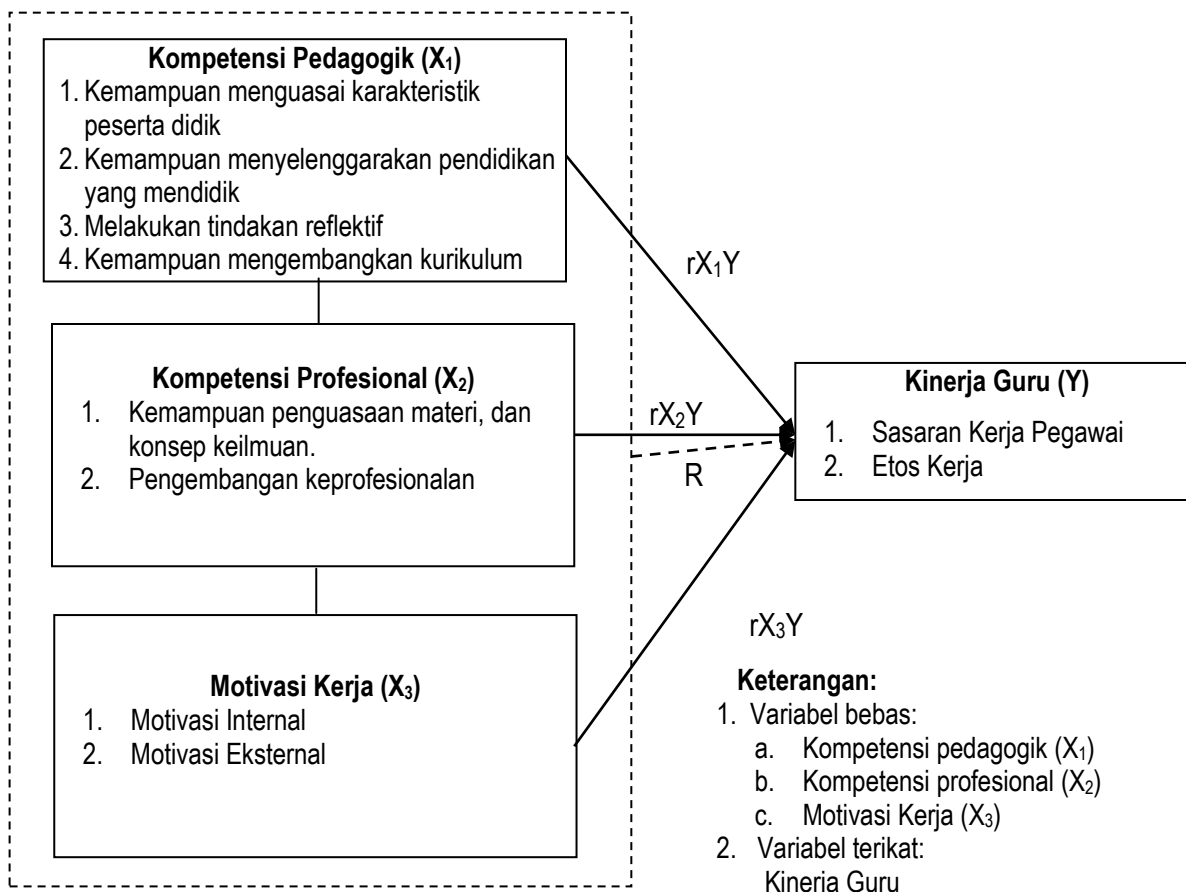 Kompetensi Pedagogik (X₁)
1. Kemampuan menguasai karakteristik
peserta didik
2. Kemampuan menyelenggarakan pendidikan
yang mendidik
3. Melakukan tindakan reflektif
4. Kemampuan mengembangkan kurikulum
rX₁Y
Kompetensi Profesional (X₂)
1. Kemampuan penguasaan materi, dan
konsep keilmuan.
2. Pengembangan keprofesionalan
rX₂Y
R
Kinerja Guru (Y)
1. Sasaran Kerja Pegawai
2. Etos Kerja
Motivasi Kerja (X₃)
1. Motivasi Internal
2. Motivasi Eksternal
rX₃Y
Keterangan:
1. Variabel bebas:
a. Kompetensi pedagogik (X₁)
b. Kompetensi profesional (X₂)
c. Motivasi Kerja (X₃)
2. Variabel terikat:
Kinerja Guru